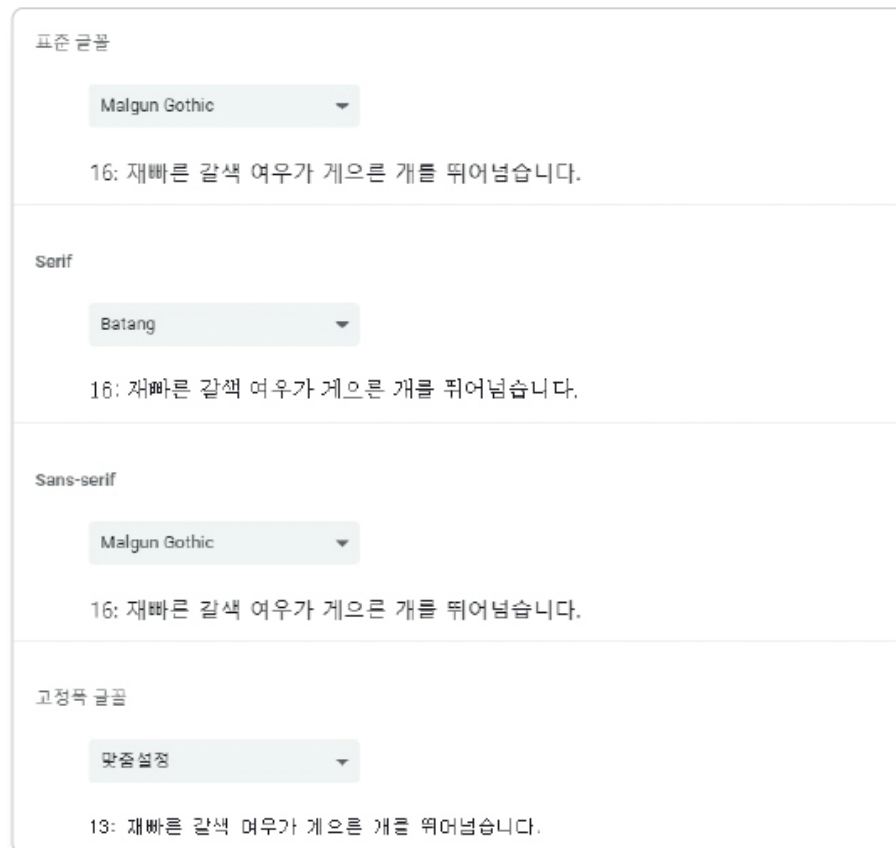 표준 글꼴
Malgun Gothic
16: 재빠른 갈색 여우가 게으른 개를 뛰어넘습니다.
Serif
Batang
16: 재빠른 갈색 여우가 게으른 개를 뛰어넘습니다.
Sans-serif
Malgun Gothic
16: 재빠른 갈색 여우가 게으른 개를 뛰어넘습니다.
고정폭 글꼴
맞춤설정
13: 재빠른 갈색 여우가 게으른 개를 뛰어넘습니다.